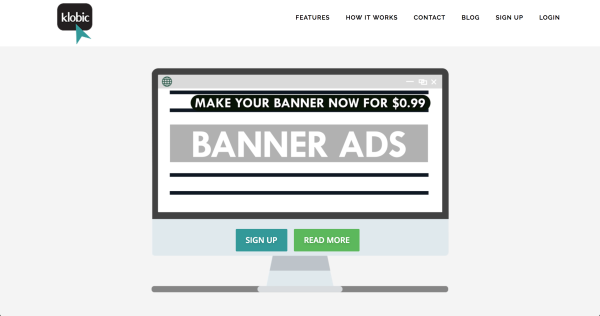 klobic
FEATURES HOW IT WORKS CONTACT BLOG SIGN UP LOGIN
MAKE YOUR BANNER NOW FOR $0.99
BANNER ADS
SIGN UP READ MORE